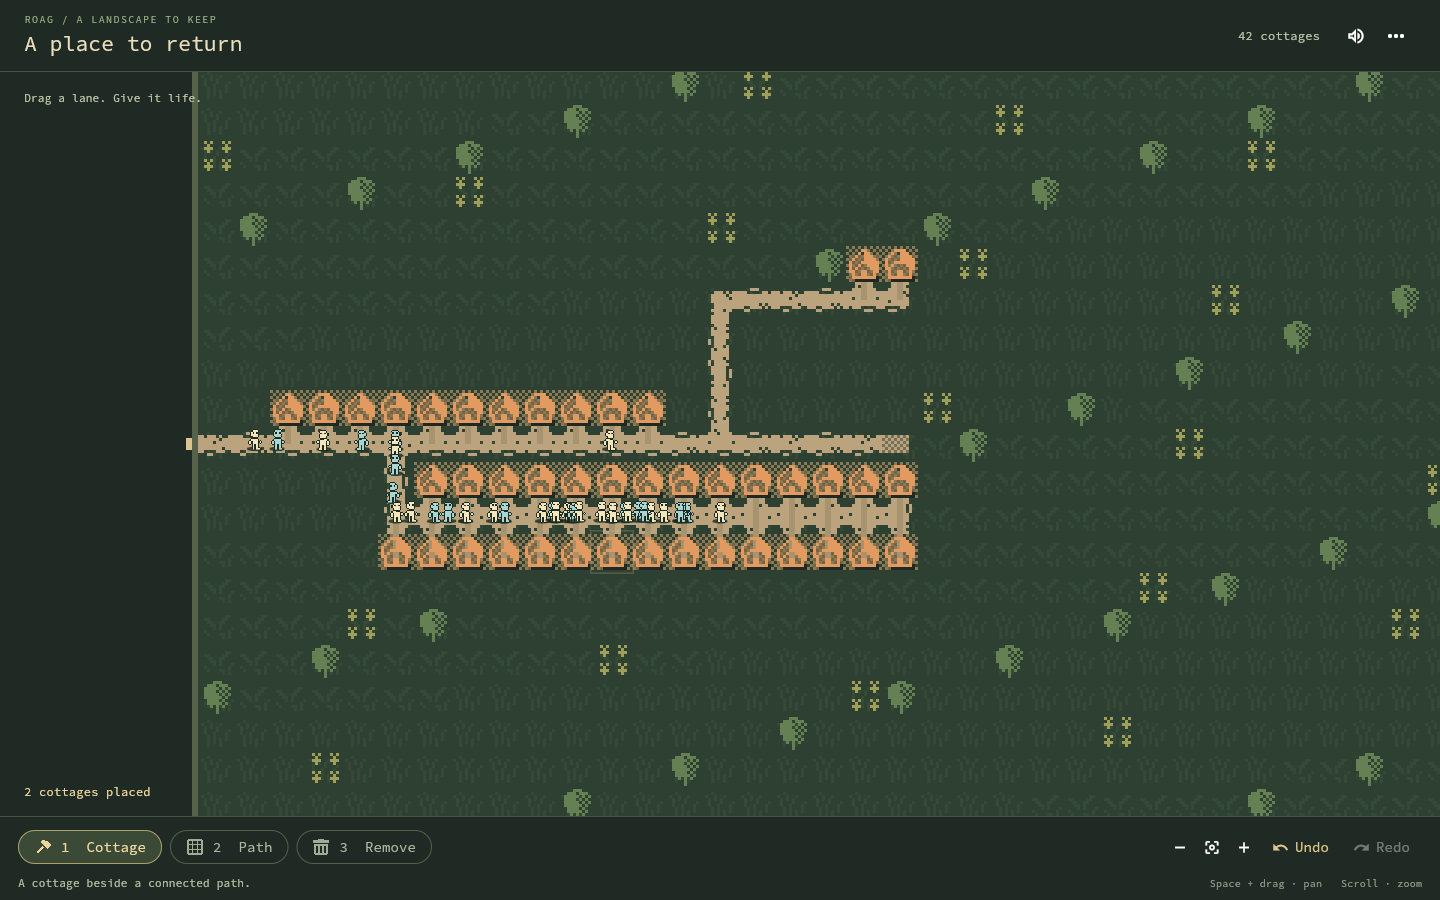 ROAG / A LANDSCAPE TO KEEP
A place to return
42 cottages
Drag a lane. Give it life.
2 cottages placed
1 Cottage
2 Path
3 Remove
Undo
Redo
A cottage beside a connected path.
Space + drag · pan
Scroll · zoom